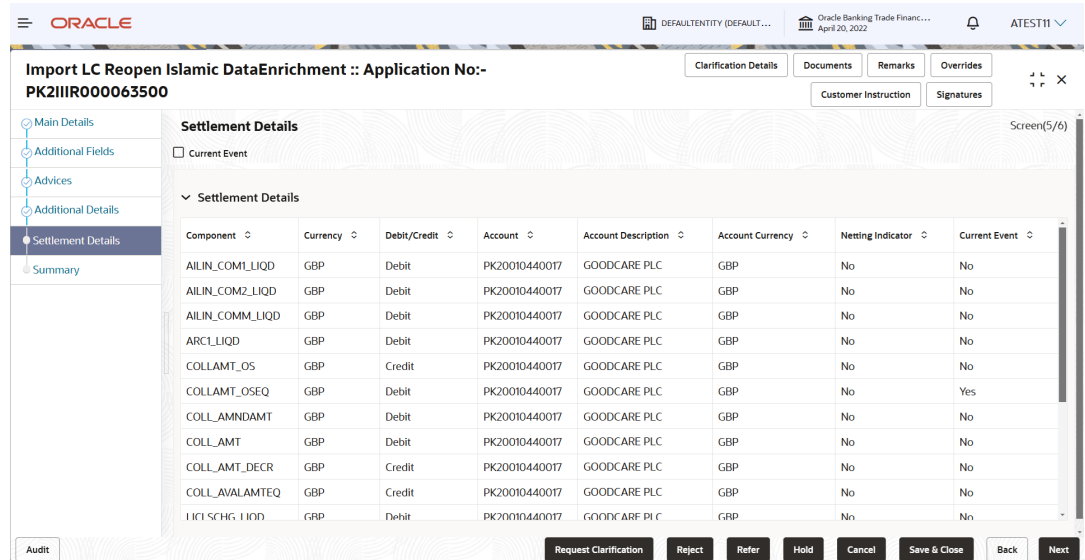 ORACLE
DEFAULTENTITY (DEFAULT...
Oracle Banking Trade Financ...
April 20, 2022
ATEST11
Import LC Reopen Islamic DataEnrichment :: Application No:-
PK2IIIR000063500
Clarification Details
Documents
Remarks
Overrides
Customer Instruction
Signatures
Main Details
Additional Fields
Advices
Additional Details
Settlement Details
Summary
Settlement Details
Screen(5/6)
Current Event
Settlement Details
Component Currency Debit/Credit Account Account Description Account Currency Netting Indicator Current Event
AILIN_COM1_LIQD GBP Debit PK20010440017 GOODCARE PLC GBP No No
AILIN_COM2_LIQD GBP Debit PK20010440017 GOODCARE PLC GBP No No
AILIN_COMM_LIQD GBP Debit PK20010440017 GOODCARE PLC GBP No No
ARC1_LIQD GBP Debit PK20010440017 GOODCARE PLC GBP No No
COLLAMT_OS GBP Credit PK20010440017 GOODCARE PLC GBP No No
COLLAMT_OSEQ GBP Debit PK20010440017 GOODCARE PLC GBP No Yes
COLL_AMNDAMT GBP Debit PK20010440017 GOODCARE PLC GBP No No
COLL_AMT GBP Debit PK20010440017 GOODCARE PLC GBP No No
COLL_AMT_DECR GBP Credit PK20010440017 GOODCARE PLC GBP No No
COLL_AVALAMTEQ GBP Credit PK20010440017 GOODCARE PLC GBP No No
GBP Debit PK20010440017 GOODCARE PLC GBP No No
Audit
Request Clarification
Reject
Refer
Hold
Cancel
Save & Close
Back
Next